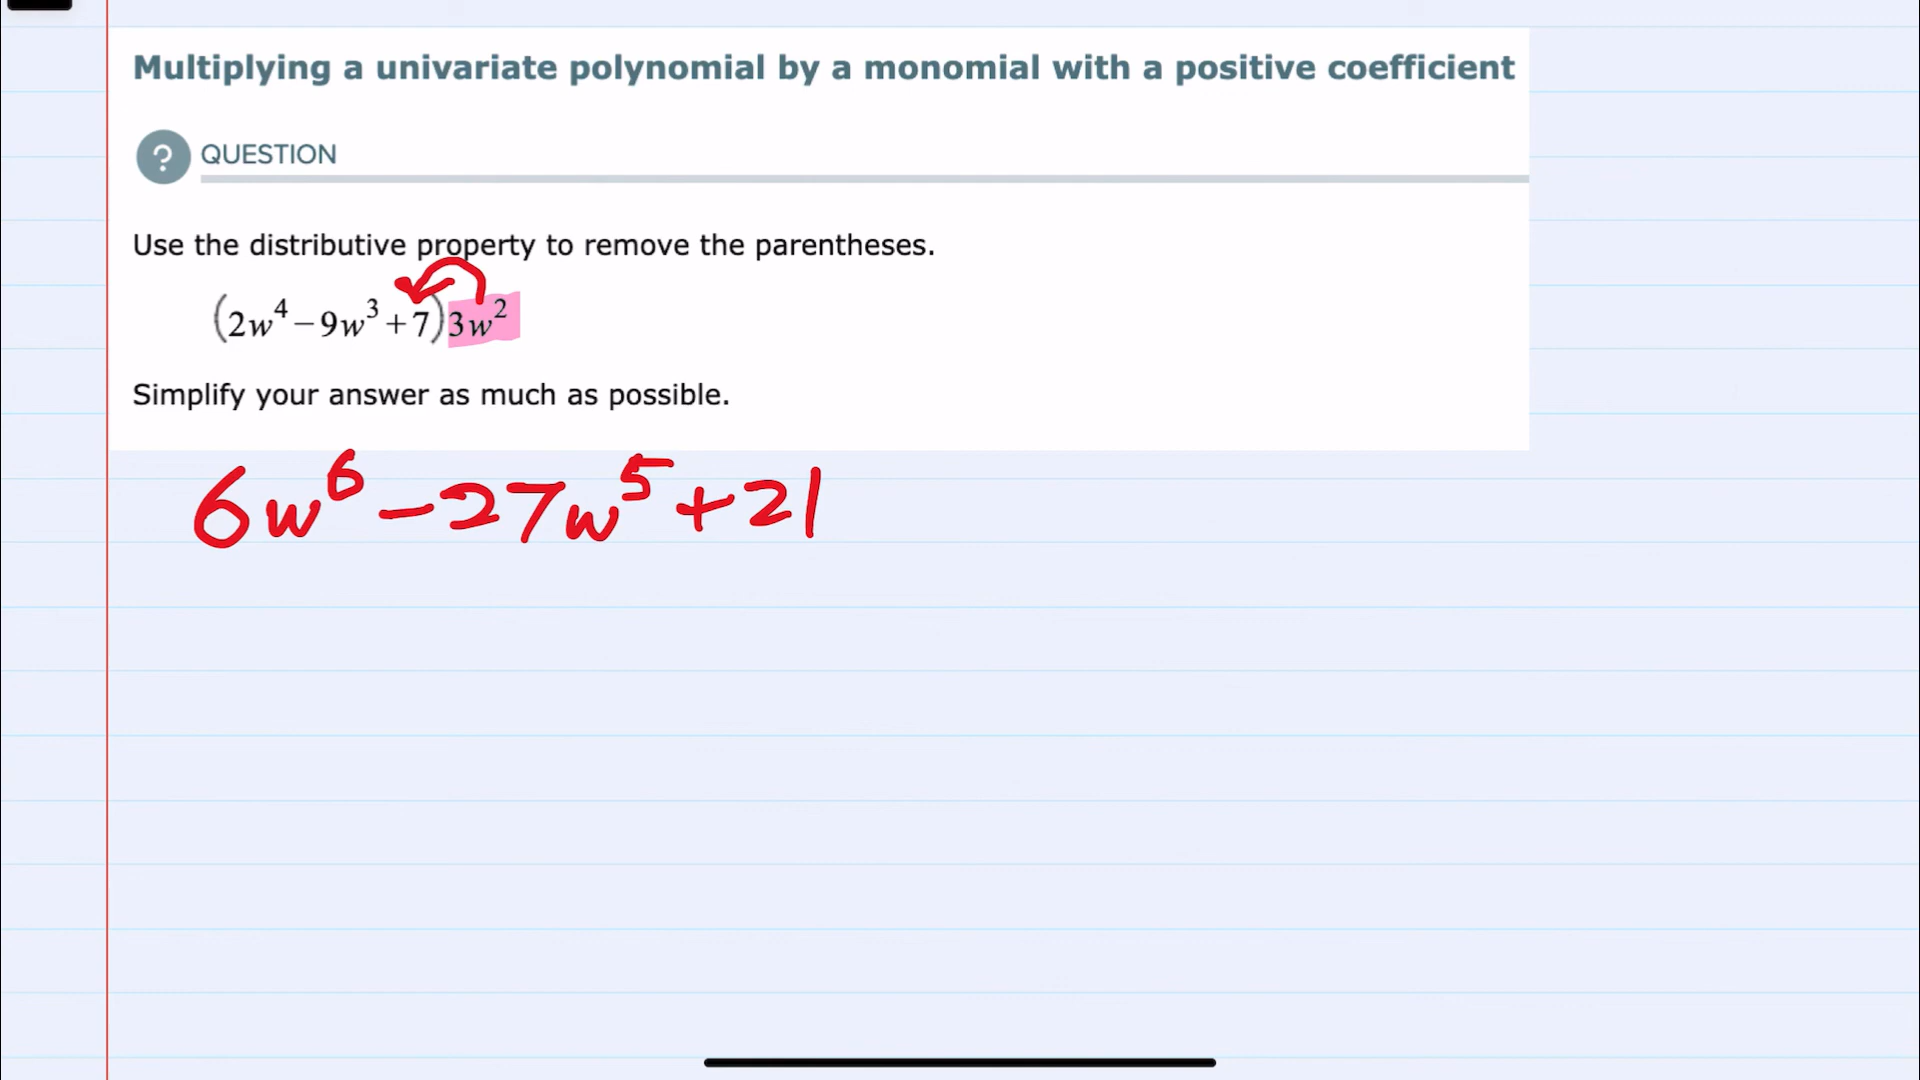 Multiplying a univariate polynomial by a monomial with a positive coefficient
? QUESTION
Use the distributive property to remove the parentheses.
(2w⁴−9w³+7)3w²
Simplify your answer as much as possible.
6w⁶−27w⁵+21